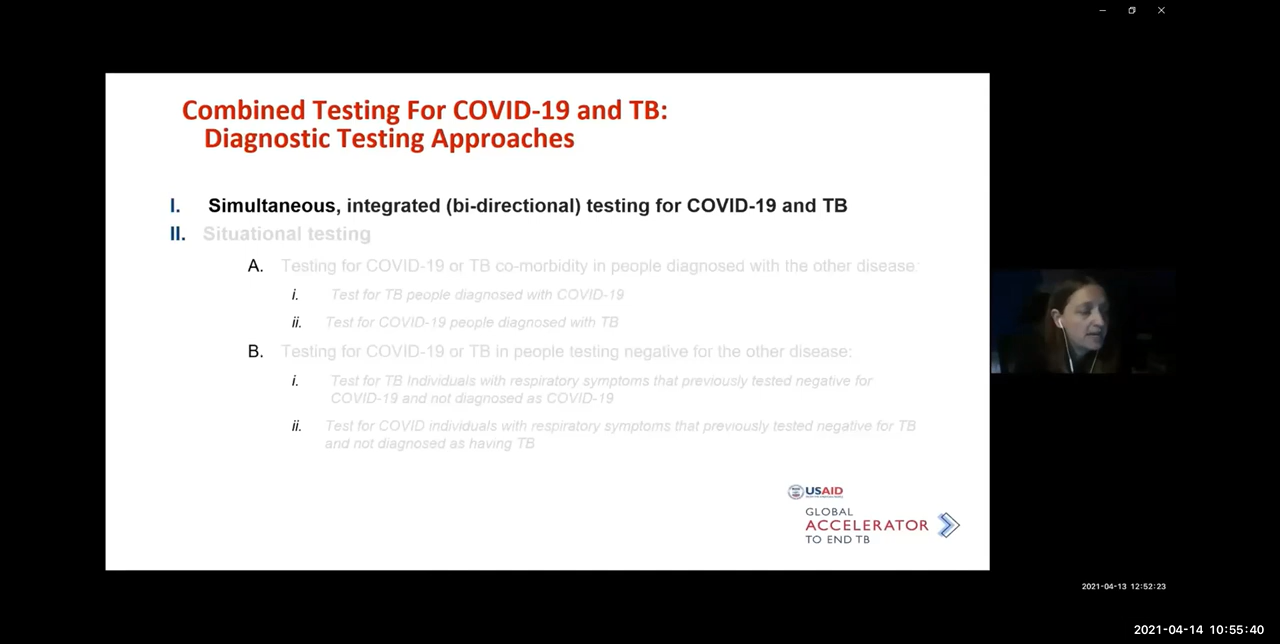 Combined Testing For COVID-19 and TB:
Diagnostic Testing Approaches
I. Simultaneous, integrated (bi-directional) testing for COVID-19 and TB
II. Situational testing
A. Testing for COVID-19 or TB co-morbidity in people diagnosed with the other disease:
i. Test for TB people diagnosed with COVID-19
ii. Test for COVID-19 people diagnosed with TB
B. Testing for COVID-19 or TB in people testing negative for the other disease:
i. Test for TB Individuals with respiratory symptoms that previously tested negative for
COVID-19 and not diagnosed as COVID-19
ii. Test for COVID individuals with respiratory symptoms that previously tested negative for TB
and not diagnosed as having TB
USAID
GLOBAL
ACCELERATOR
TO END TB
2021-04-13 12:52:23
2021-04-14 10:55:40